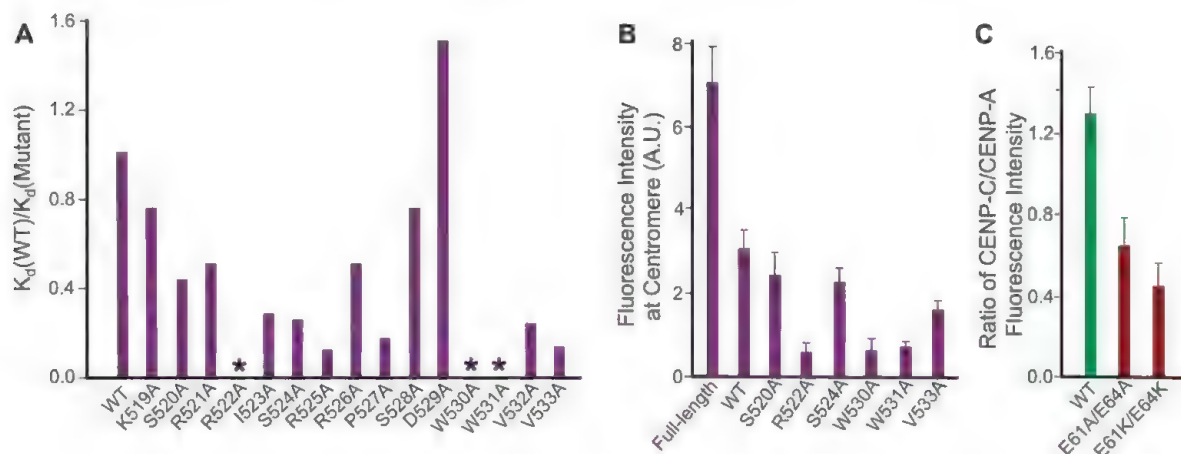 A
K_d(WT)/K_d(Mutant)
1.6
1.2
0.8
0.4
0.0
*
*
*
WT
K519A
S520A
R521A
R522A
I523A
S524A
R525A
R526A
P527A
S528A
D529A
W530A
W531A
V532A
V533A
B
Fluorescence Intensity
at Centromere (A.U.)
8
6
4
2
0
Full-length
WT
S520A
R522A
S524A
W530A
W531A
V533A
C
Ratio of CENP-C/CENP-A
Fluorescence Intensity
1.6
1.2
0.8
0.4
0.0
WT
E61A/E64A
E61K/E64K